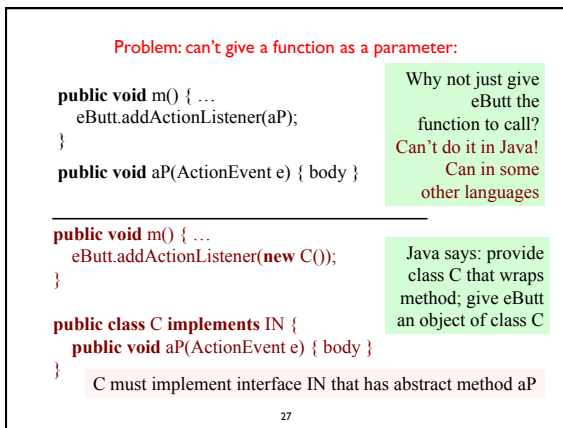 Problem: can't give a function as a parameter:
public void m() { …
eButt.addActionListener(aP);
}
public void aP(ActionEvent e) { body }
Why not just give
eButt the
function to call?
Can't do it in Java!
Can in some
other languages
public void m() { …
eButt.addActionListener(new C());
}
public class C implements IN {
public void aP(ActionEvent e) { body }
}
Java says: provide
class C that wraps
method; give eButt
an object of class C
C must implement interface IN that has abstract method aP
27